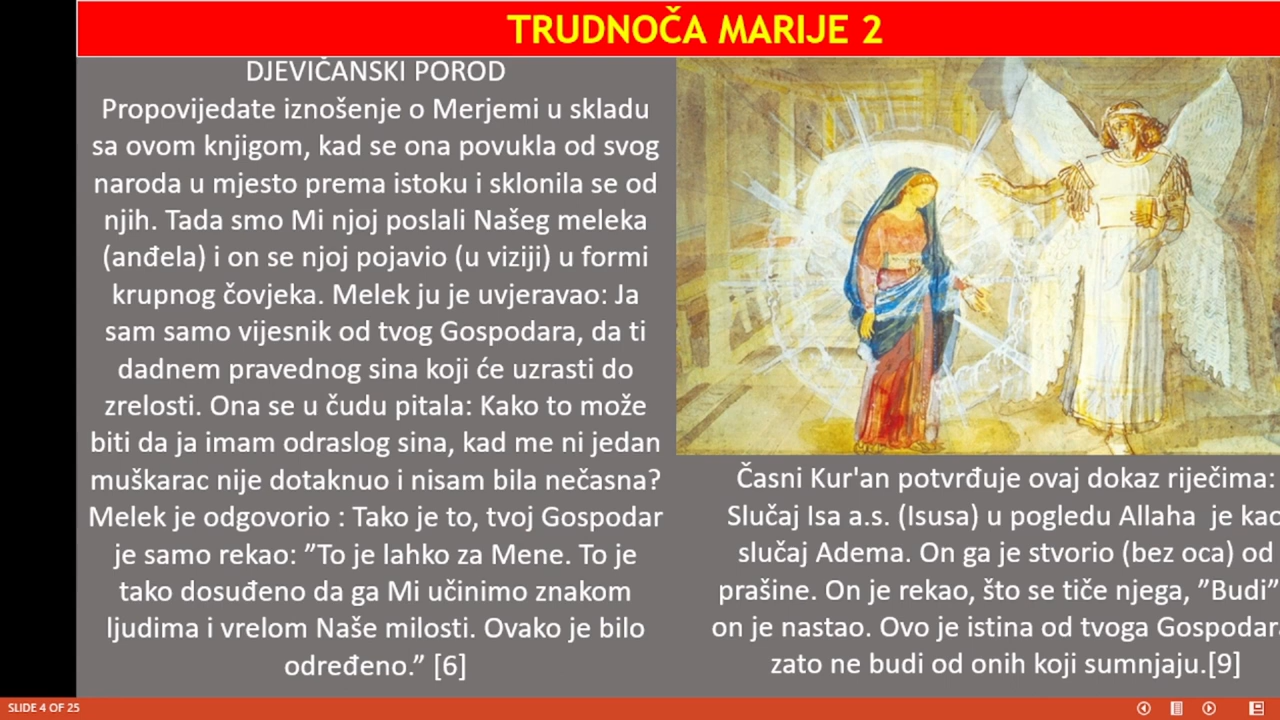 TRUDNOČA MARIJE 2
DJEVIČANSKI POROD
Propovijedate iznošenje o Merjemi u skladu
sa ovom knjigom, kad se ona povukla od svog
naroda u mjesto prema istoku i sklonila se od
njih. Tada smo Mi njoj poslali Našeg meleka
(anđela) i on se njoj pojavio (u viziji) u formi
krupnog čovjeka. Melek ju je uvjeravao: Ja
sam samo vijesnik od tvog Gospodara, da ti
dadnem pravednog sina koji će uzrasti do
zrelosti. Ona se u čudu pitala: Kako to može
biti da ja imam odraslog sina, kad me ni jedan
muškarac nije dotaknuo i nisam bila nečasna?
Melek je odgovorio : Tako je to, tvoj Gospodar
je samo rekao: ”To je lahko za Mene. To je
tako dosuđeno da ga Mi učinimo znakom
ljudima i vrelom Naše milosti. Ovako je bilo
određeno.” [6]
Časni Kur'an potvrđuje ovaj dokaz riječima:
Slučaj Isa a.s. (Isusa) u pogledu Allaha je kao
slučaj Adema. On ga je stvorio (bez oca) od
prašine. On je rekao, što se tiče njega, ”Budi”
on je nastao. Ovo je istina od tvoga Gospodar
zato ne budi od onih koji sumnjaju.[9]
SLIDE 4 OF 25